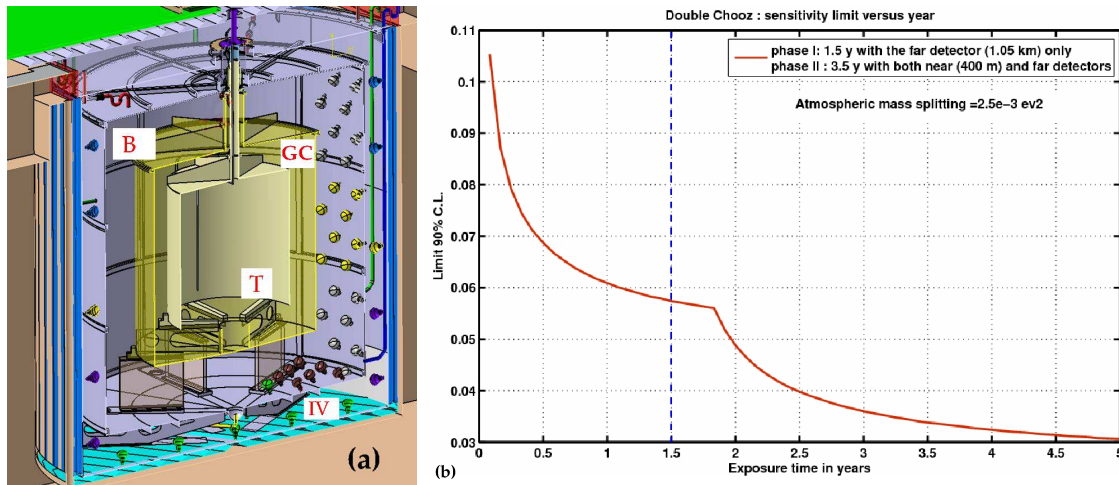 B
GC
T
IV
(a)
Double Chooz : sensitivity limit versus year
phase I: 1.5 y with the far detector (1.05 km) only
phase II : 3.5 y with both near (400 m) and far detectors
Atmospheric mass splitting =2.5e-3 ev2
Limit 90% C.L.
0.11
0.1
0.09
0.08
0.07
0.06
0.05
0.04
0.03
0 0.5 1 1.5 2 2.5 3 3.5 4 4.5 5
Exposure time in years
(b)